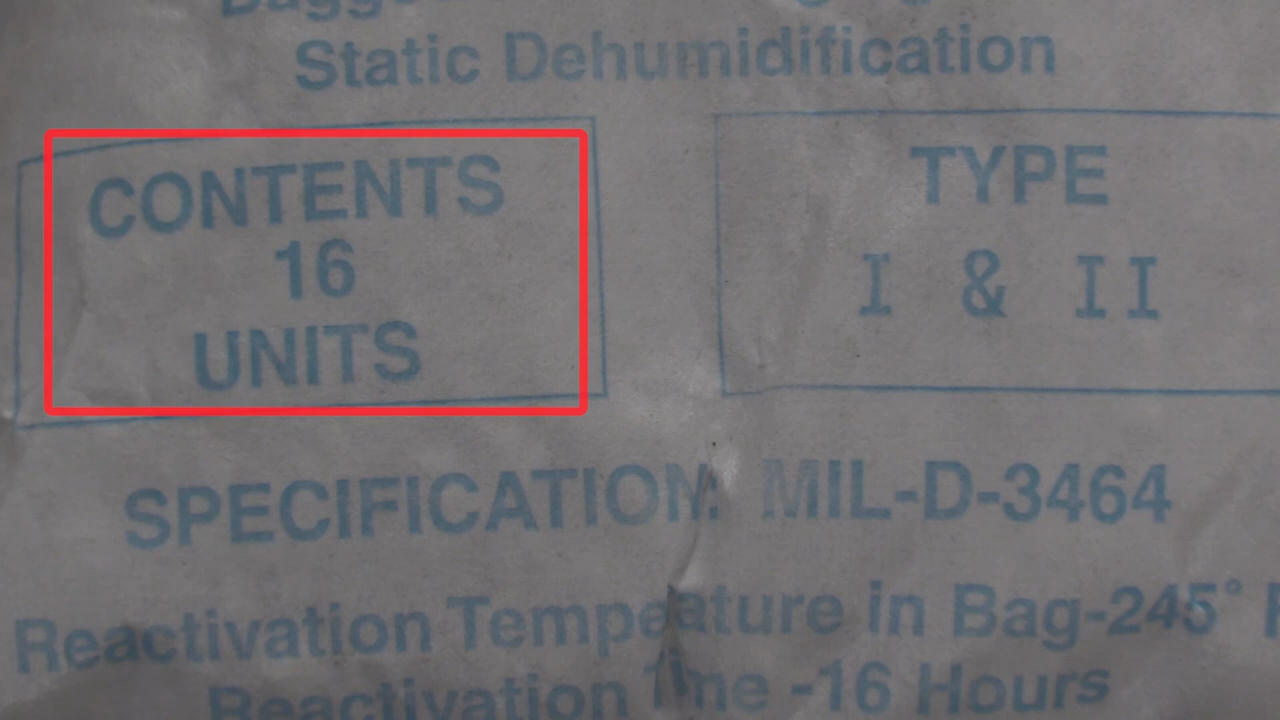 Static Dehumidification
CONTENTS
16
UNITS
TYPE
I & II
SPECIFICATION: MIL-D-3464
Reactivation Temperature in Bag-245°
Reactivation Time -16 Hours